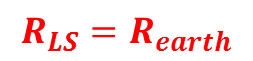 R_LS = R_earth